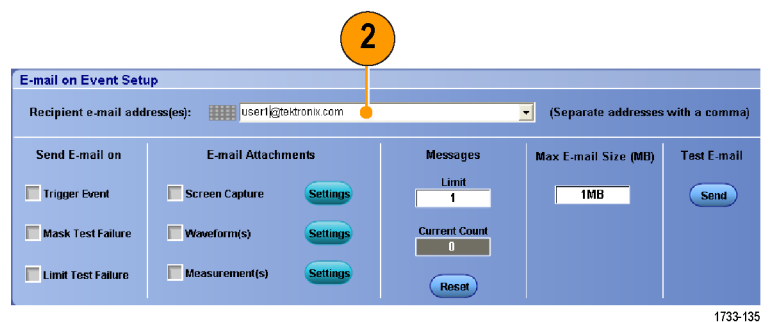 2
E-mail on Event Setup
Recipient e-mail address(es): user1@tektronix.com (Separate addresses with a comma)
Send E-mail on E-mail Attachments Messages Max E-mail Size (MB) Test E-mail
Limit
Trigger Event Screen Capture Settings 1 1MB Send
Current Count
Mask Test Failure Waveform(s) Settings 0
Limit Test Failure Measurement(s) Settings Reset
1733-135